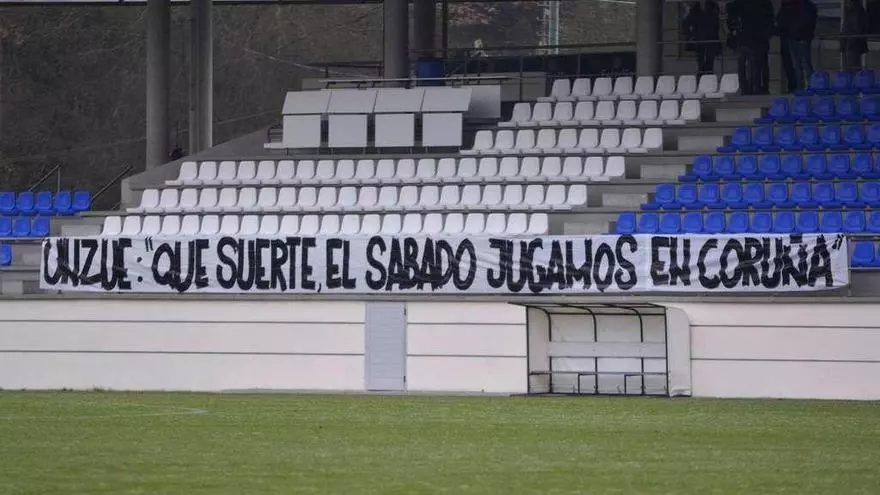 UNZUE: "QUE SUERTE, EL SABADO JUGAMOS EN CORUÑA"